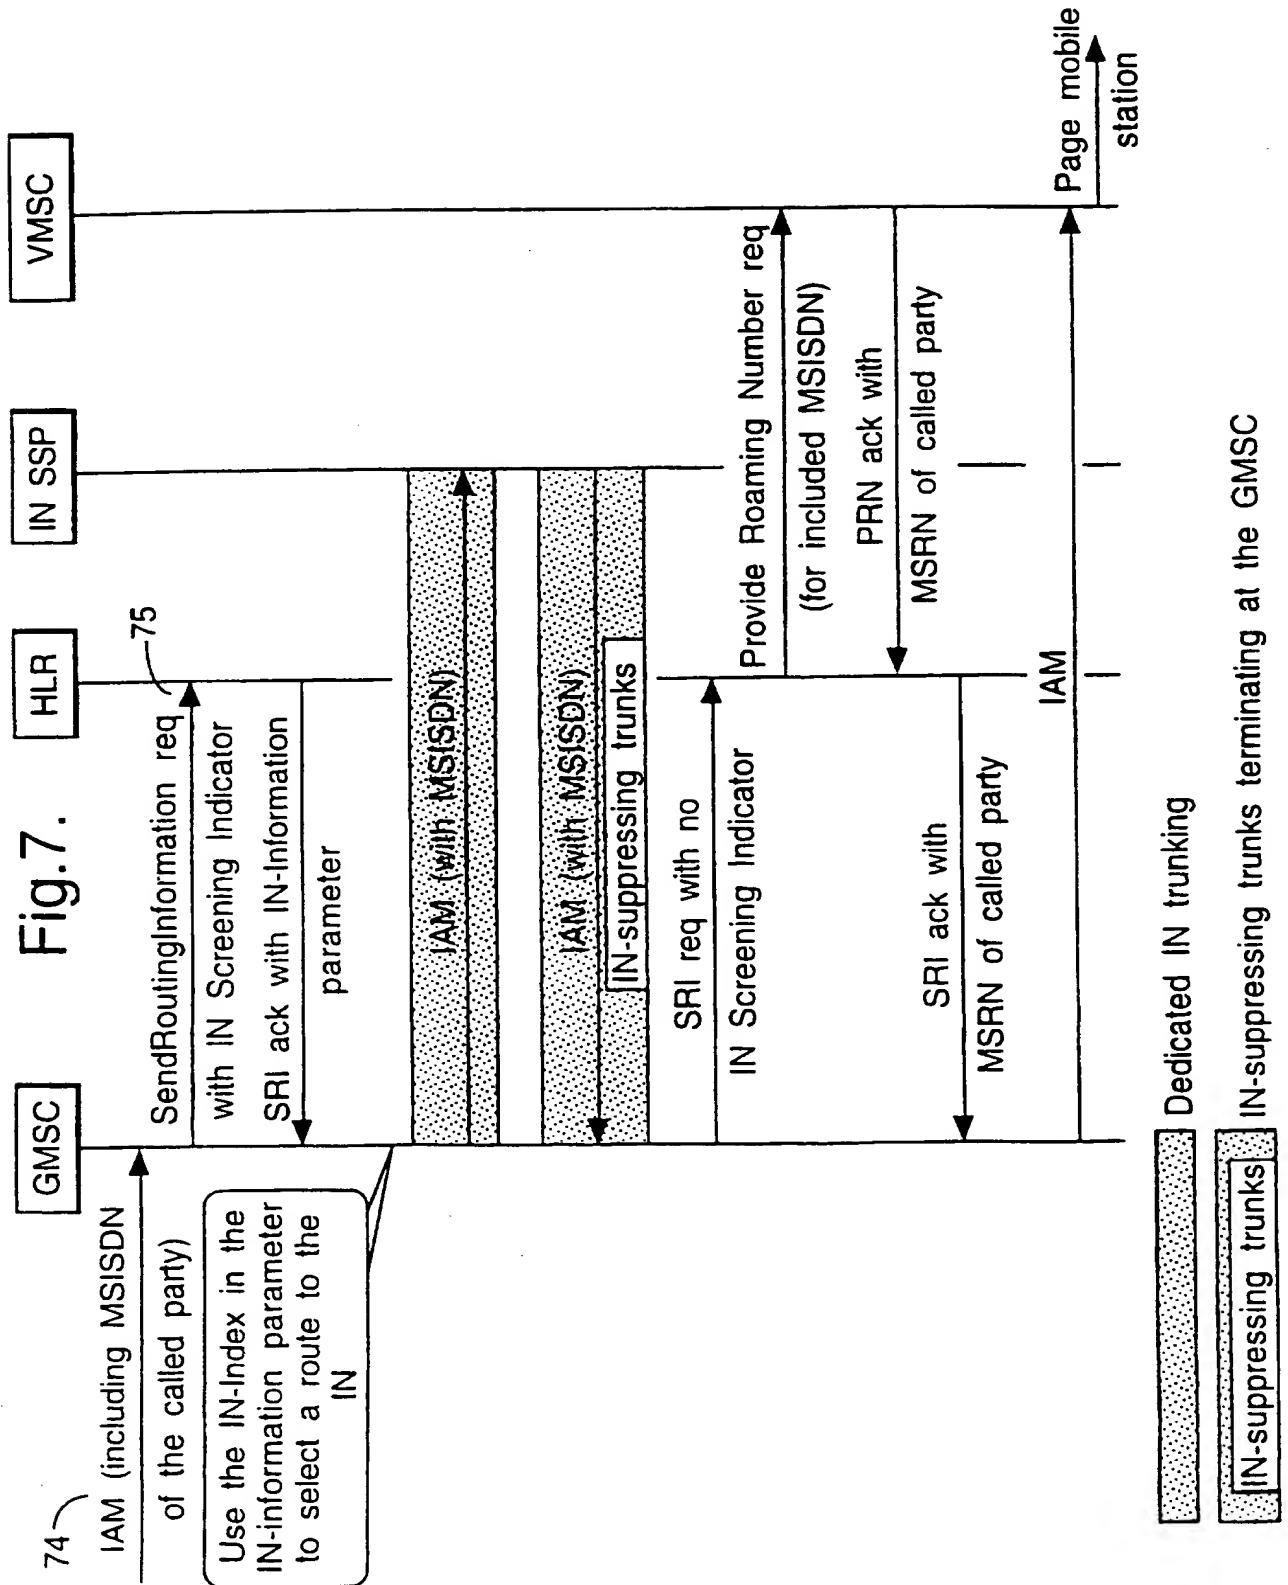 Fig.7.
GMSC
HLR
IN SSP
VMSC
74
IAM (including MSISDN
of the called party)
75
SendRoutingInformation req
with IN Screening Indicator
SRI ack with IN-Information
parameter
Use the IN-Index in the
IN-information parameter
to select a route to the
IN
IAM (with MSISDN)
IAM (with MSISDN)
IN-suppressing trunks
SRI req with no
IN Screening Indicator
Provide Roaming Number req
(for included MSISDN)
PRN ack with
MSRN of called party
SRI ack with
MSRN of called party
IAM
Page mobile
station
Dedicated IN trunking
IN-suppressing trunks
IN-suppressing trunks terminating at the GMSC